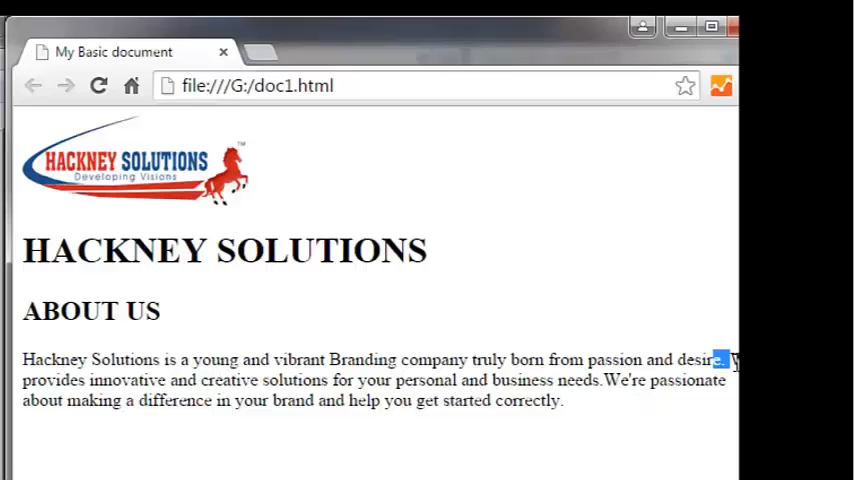 My Basic document
file:///G:/doc1.html
HACKNEY SOLUTIONS
TM
Developing Visions
HACKNEY SOLUTIONS
ABOUT US
Hackney Solutions is a young and vibrant Branding company truly born from passion and desire.
provides innovative and creative solutions for your personal and business needs.We're passionate
about making a difference in your brand and help you get started correctly.